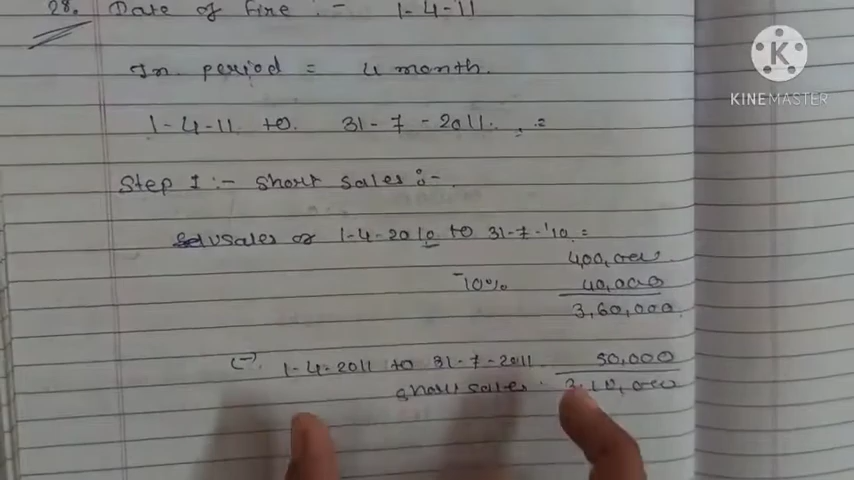 28. Date of Fire :- 1-4-11
In. period = 4 month.
1-4-11 to 31-7-2011. =
Step I :- Short Sales :-
sales of 1-4-2010 to 31-7-'10 =
400,000
-10% 40,000
3,60,000
(-). 1-4-2011 to 31-7-2011 50,000
Short Sales. 3,10,000
K
KINEMASTER